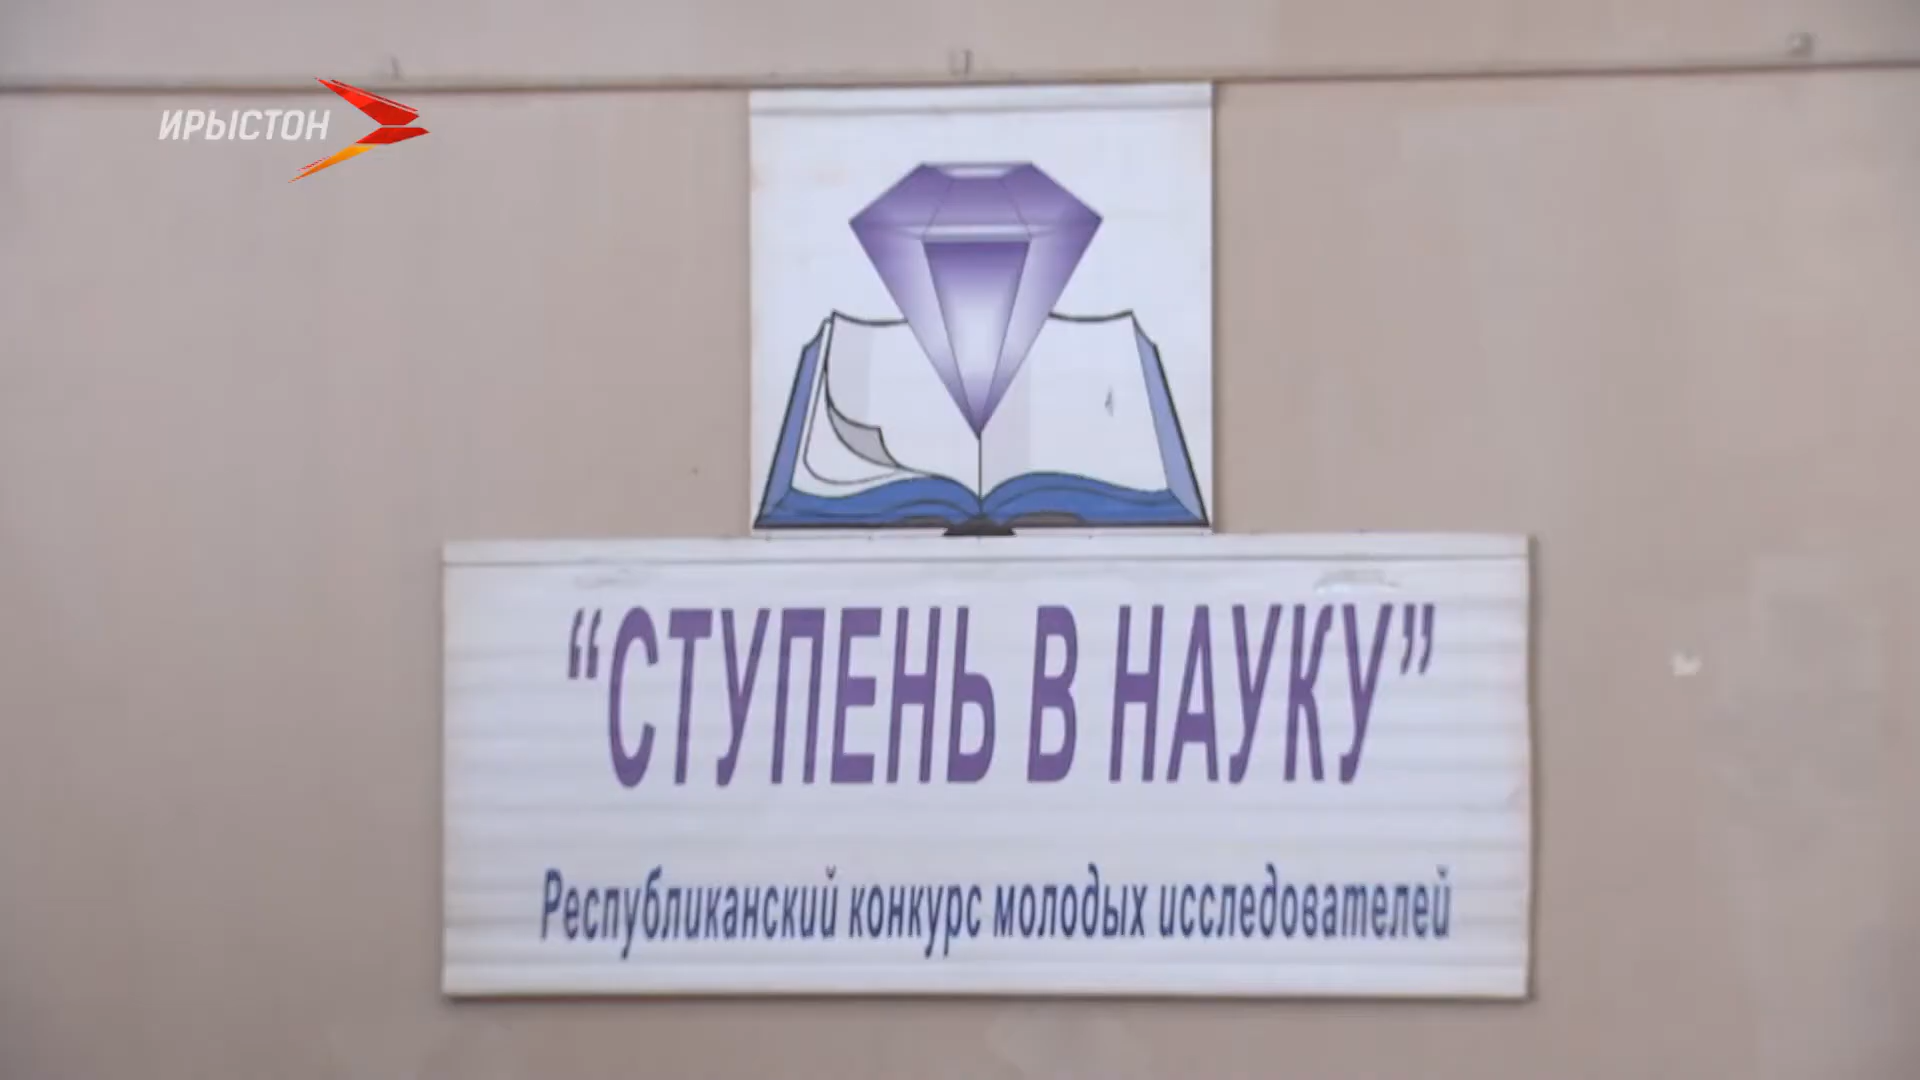 ИРЫСТОН
“СТУПЕНЬ В НАУКУ”
Республиканский конкурс молодых исследователей